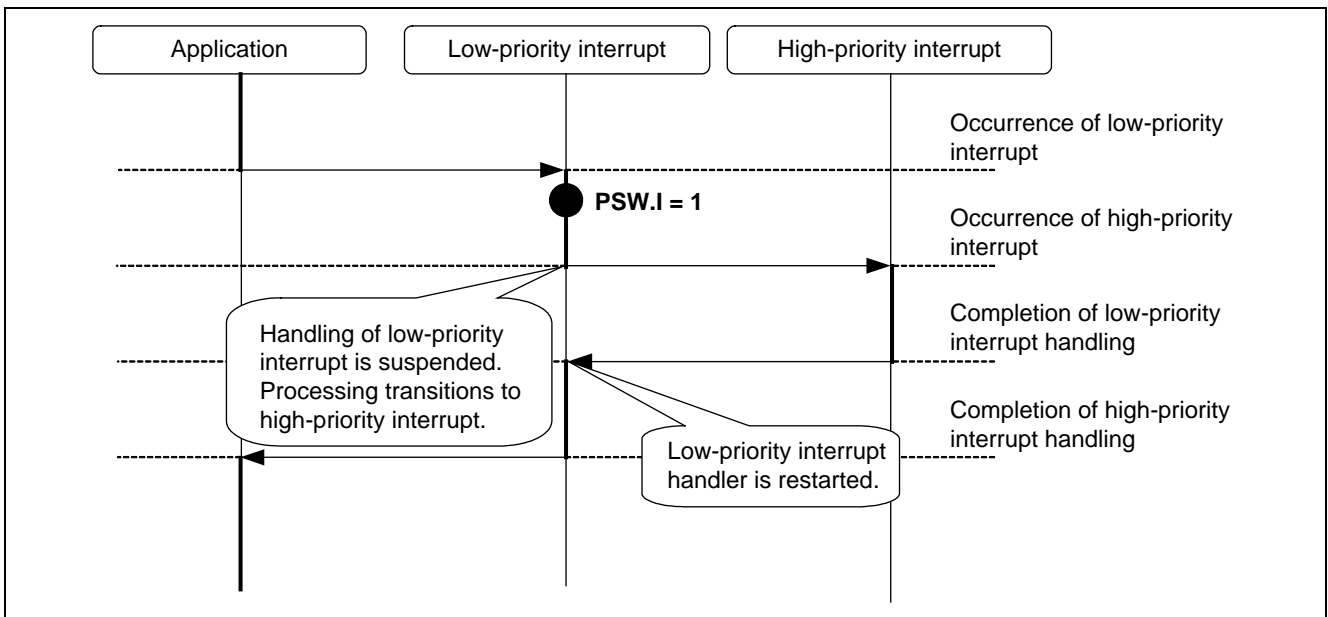 Application
Low-priority interrupt
High-priority interrupt
Occurrence of low-priority
interrupt
PSW.I = 1
Occurrence of high-priority
interrupt
Handling of low-priority
interrupt is suspended.
Processing transitions to
high-priority interrupt.
Completion of low-priority
interrupt handling
Completion of high-priority
interrupt handling
Low-priority interrupt
handler is restarted.